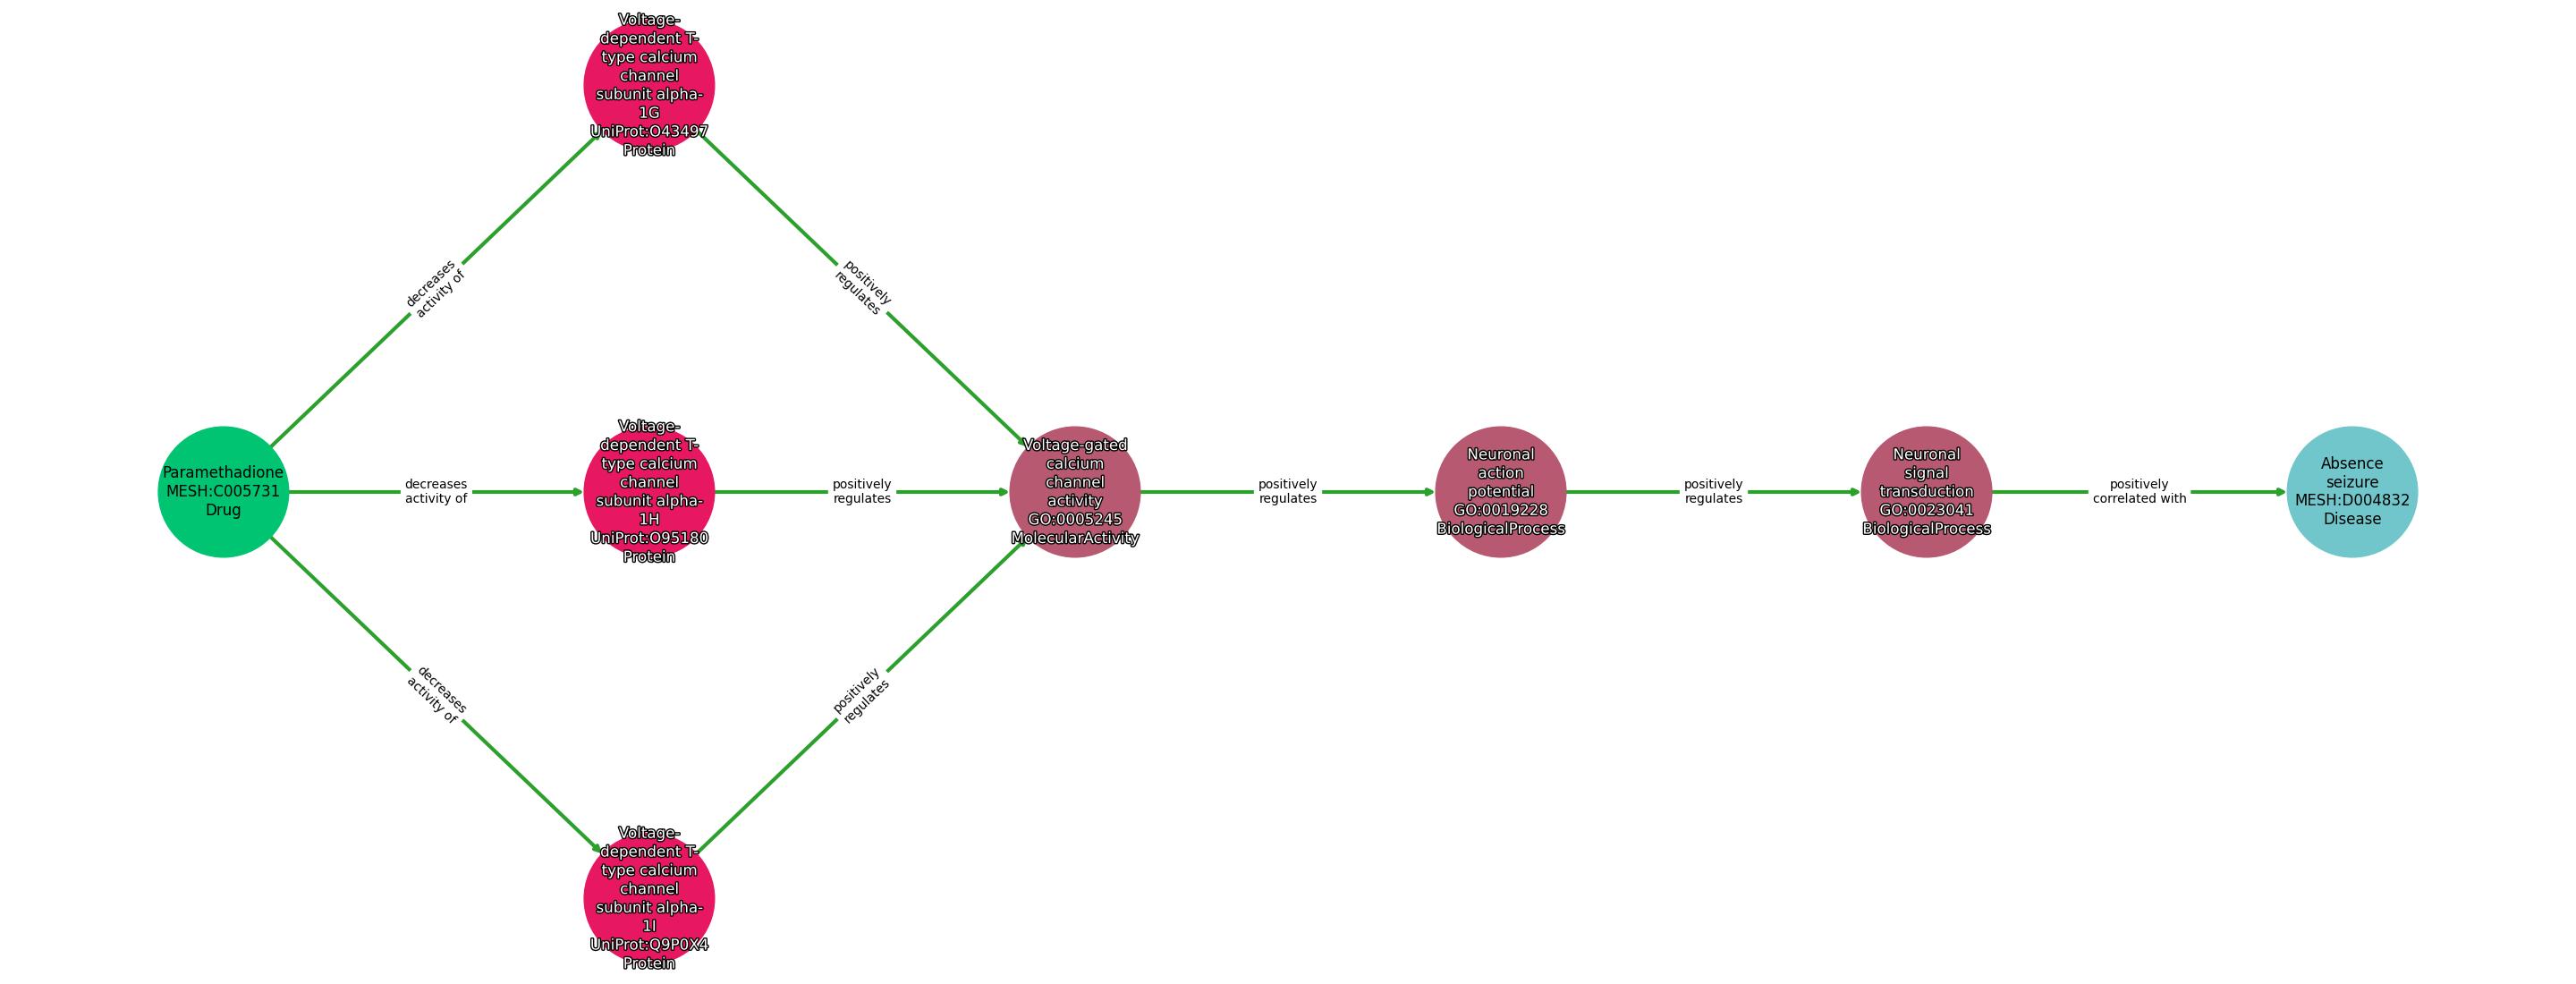 Voltage-
dependent T-
type calcium
channel
subunit alpha-
1G
UniProt:O43497
Protein
decreases
activity of
positively
regulates
Paramethadione
MESH:C005731
Drug
decreases
activity of
Voltage-
dependent T-
type calcium
channel
subunit alpha-
1H
UniProt:O95180
Protein
positively
regulates
Voltage-gated
calcium
channel
activity
GO:0005245
MolecularActivity
positively
regulates
Neuronal
action
potential
GO:0019228
BiologicalProcess
positively
regulates
Neuronal
signal
transduction
GO:0023041
BiologicalProcess
positively
correlated with
Absence
seizure
MESH:D004832
Disease
decreases
activity of
positively
regulates
Voltage-
dependent T-
type calcium
channel
subunit alpha-
1I
UniProt:Q9P0X4
Protein